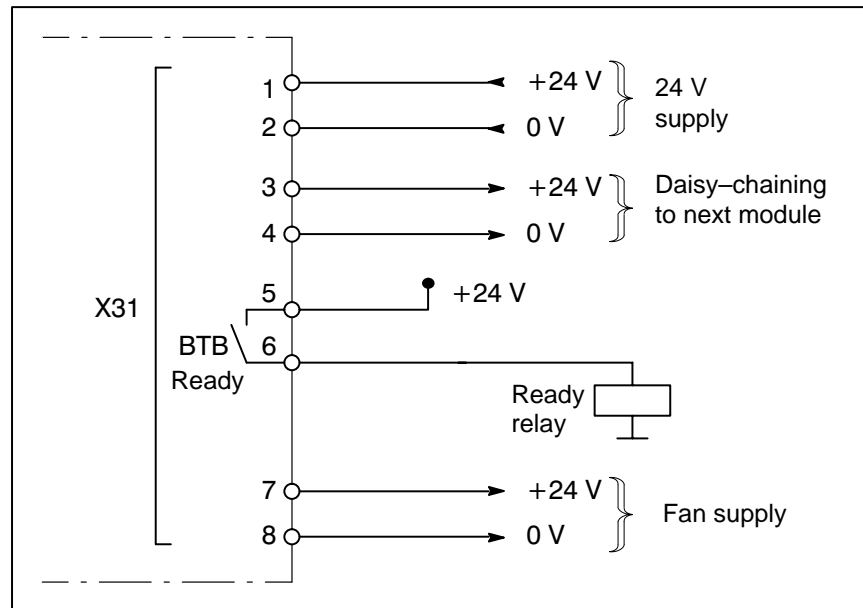 1 +24 V
2 0 V
24 V
supply
3 +24 V
4 0 V
Daisy–chaining
to next module
X31
5 +24 V
BTB 6
Ready
Ready
relay
7 +24 V
8 0 V
Fan supply